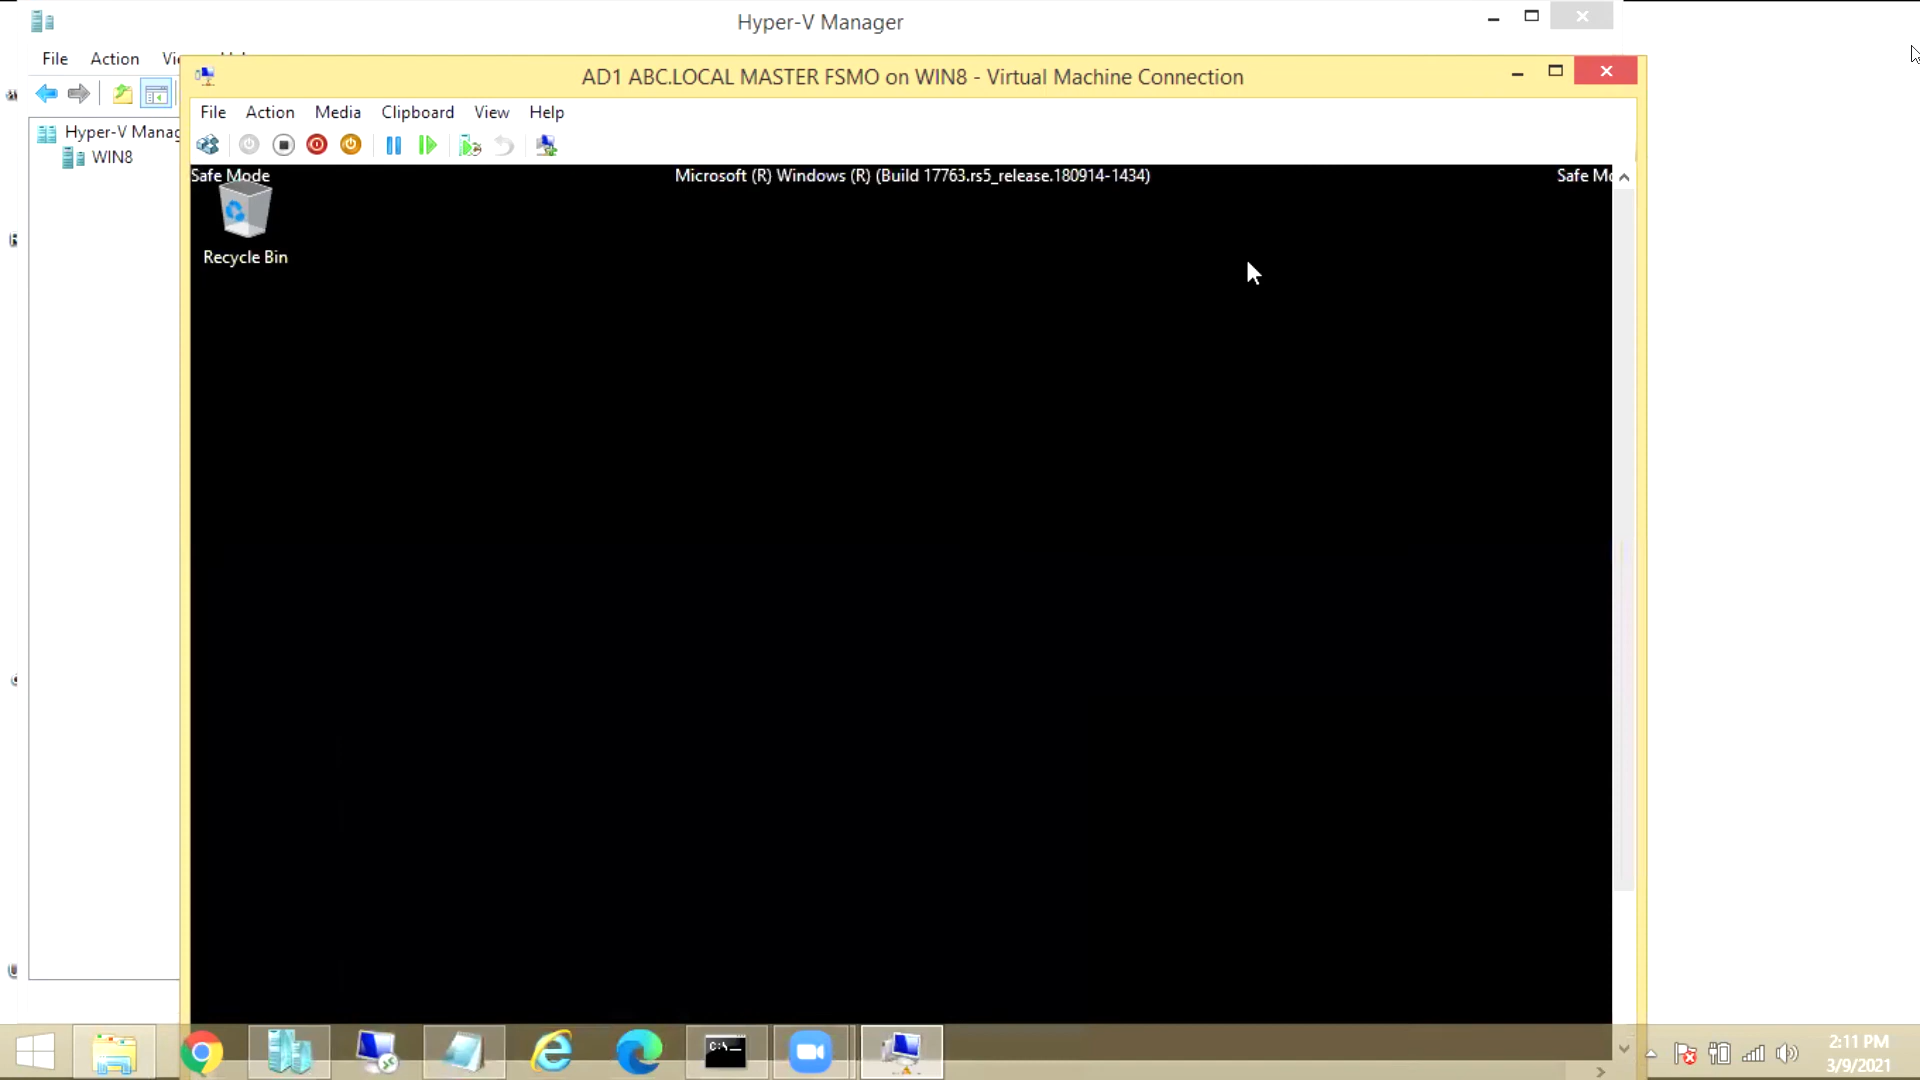 Hyper-V Manager
File Action
AD1 ABC.LOCAL MASTER FSMO on WIN8 - Virtual Machine Connection
File Action Media Clipboard View Help
Hyper-V Manag
WIN8
Safe Mode Microsoft (R) Windows (R) (Build 17763.rs5_release.180914-1434) Safe Mo
Recycle Bin
C:\_
2:11 PM
3/9/2021